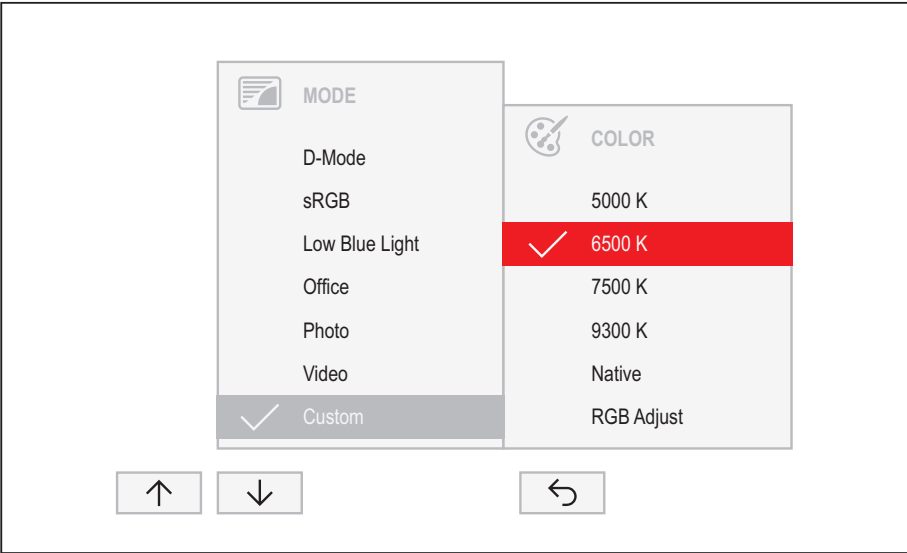 MODE
D-Mode
sRGB
Low Blue Light
Office
Photo
Video
Custom
COLOR
5000 K
6500 K
7500 K
9300 K
Native
RGB Adjust